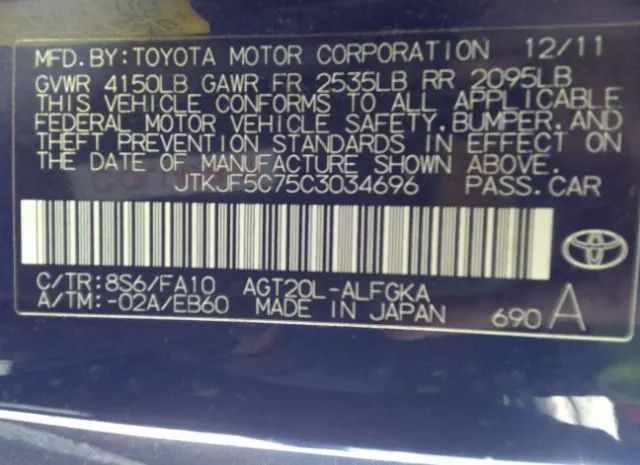 MFD.BY:TOYOTA MOTOR CORPORATION 12/11
GVWR 4150LB GAWR FR 2535LB RR 2095LB
THIS VEHICLE CONFORMS TO ALL APPLICABLE
FEDERAL MOTOR VEHICLE SAFETY,BUMPER,AND
THEFT PREVENTION STANDARDS IN EFFECT ON
THE DATE OF MANUFACTURE SHOWN ABOVE.
JTKJF5C75C3034696 PASS.CAR
C/TR:8S6/FA10 AGT20L-ALFGKA
A/TM:-02A/EB60 MADE IN JAPAN 690 A